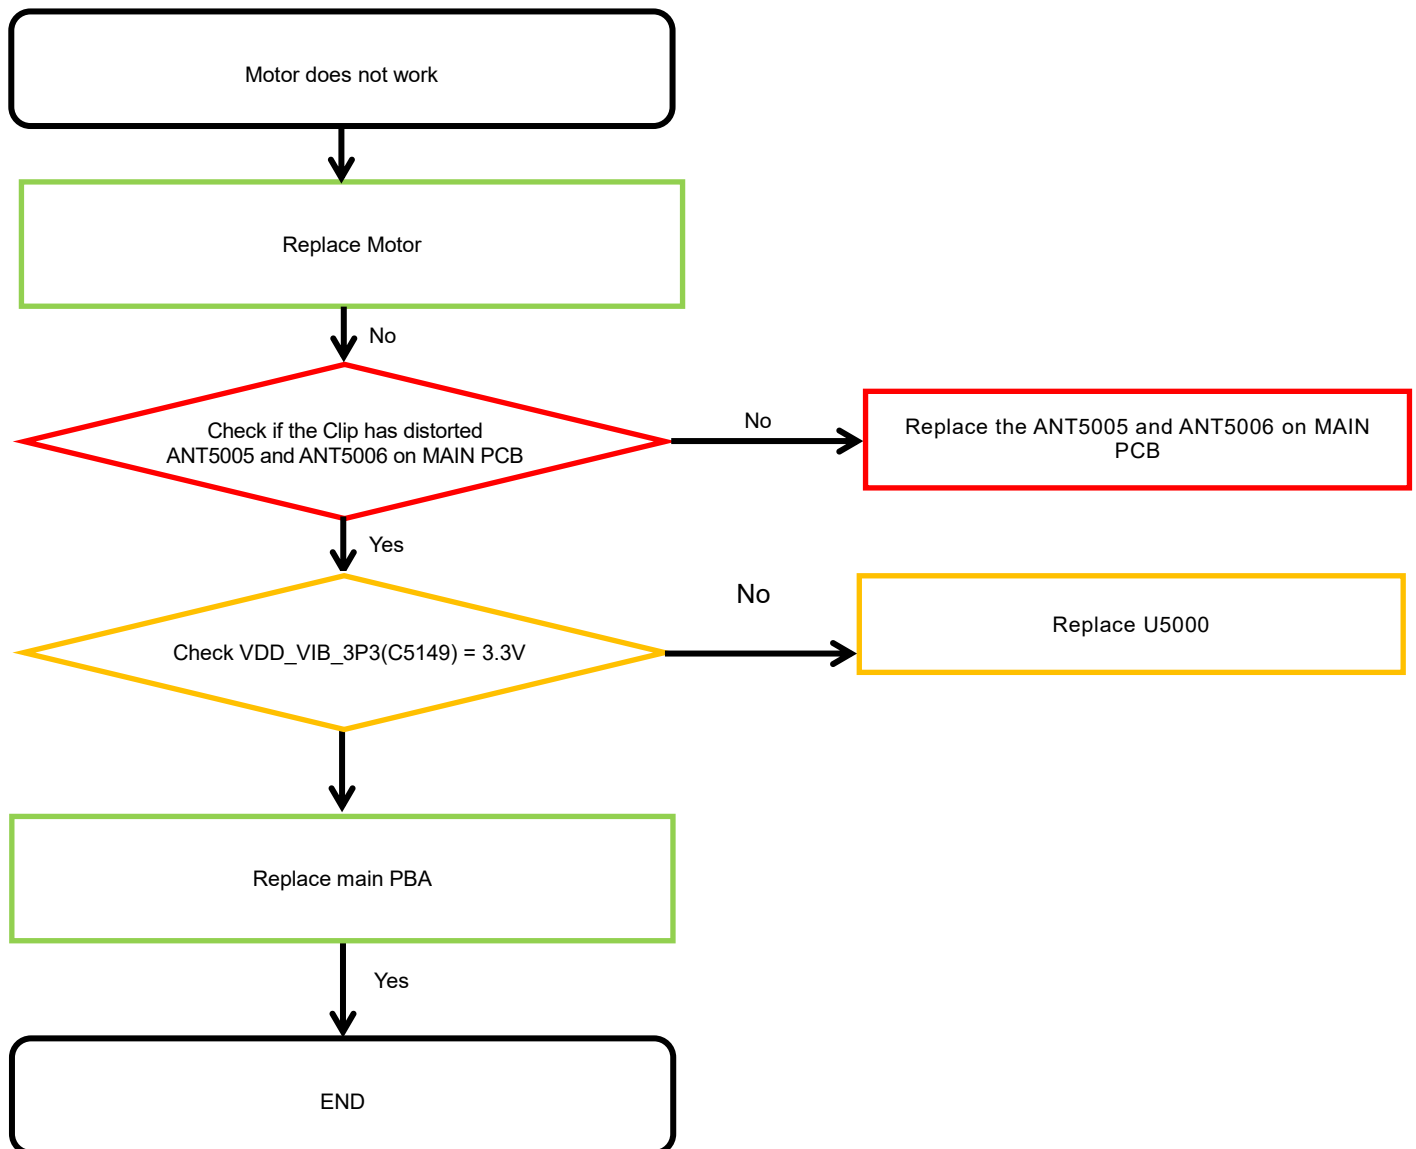 Motor does not work
Replace Motor
No
Check if the Clip has distorted
ANT5005 and ANT5006 on MAIN PCB
No
Replace the ANT5005 and ANT5006 on MAIN
PCB
Yes
Check VDD_VIB_3P3(C5149) = 3.3V
No
Replace U5000
Replace main PBA
Yes
END